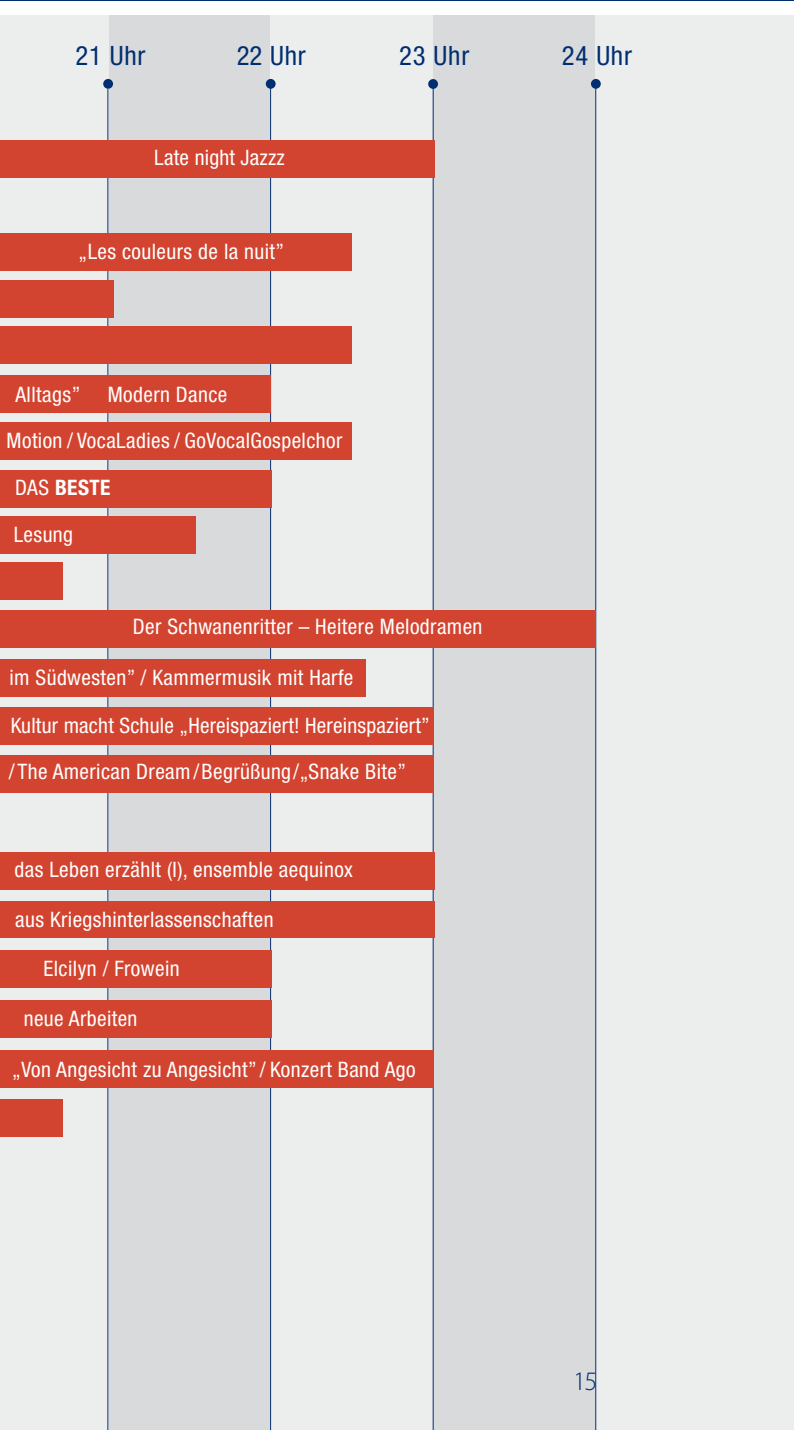 21 Uhr 22 Uhr 23 Uhr 24 Uhr
Late night Jazzz
„Les couleurs de la nuit”
Alltags” Modern Dance
Motion / VocaLadies / GoVocalGospelchor
DAS BESTE
Lesung
Der Schwanenritter – Heitere Melodramen
im Südwesten” / Kammermusik mit Harfe
Kultur macht Schule „Hereispaziert! Hereinspaziert”
/ The American Dream / Begrüßung / „Snake Bite”
das Leben erzählt (I), ensemble aequinox
aus Kriegshinterlassenschaften
Elcilyn / Frowein
neue Arbeiten
„Von Angesicht zu Angesicht” / Konzert Band Ago
15